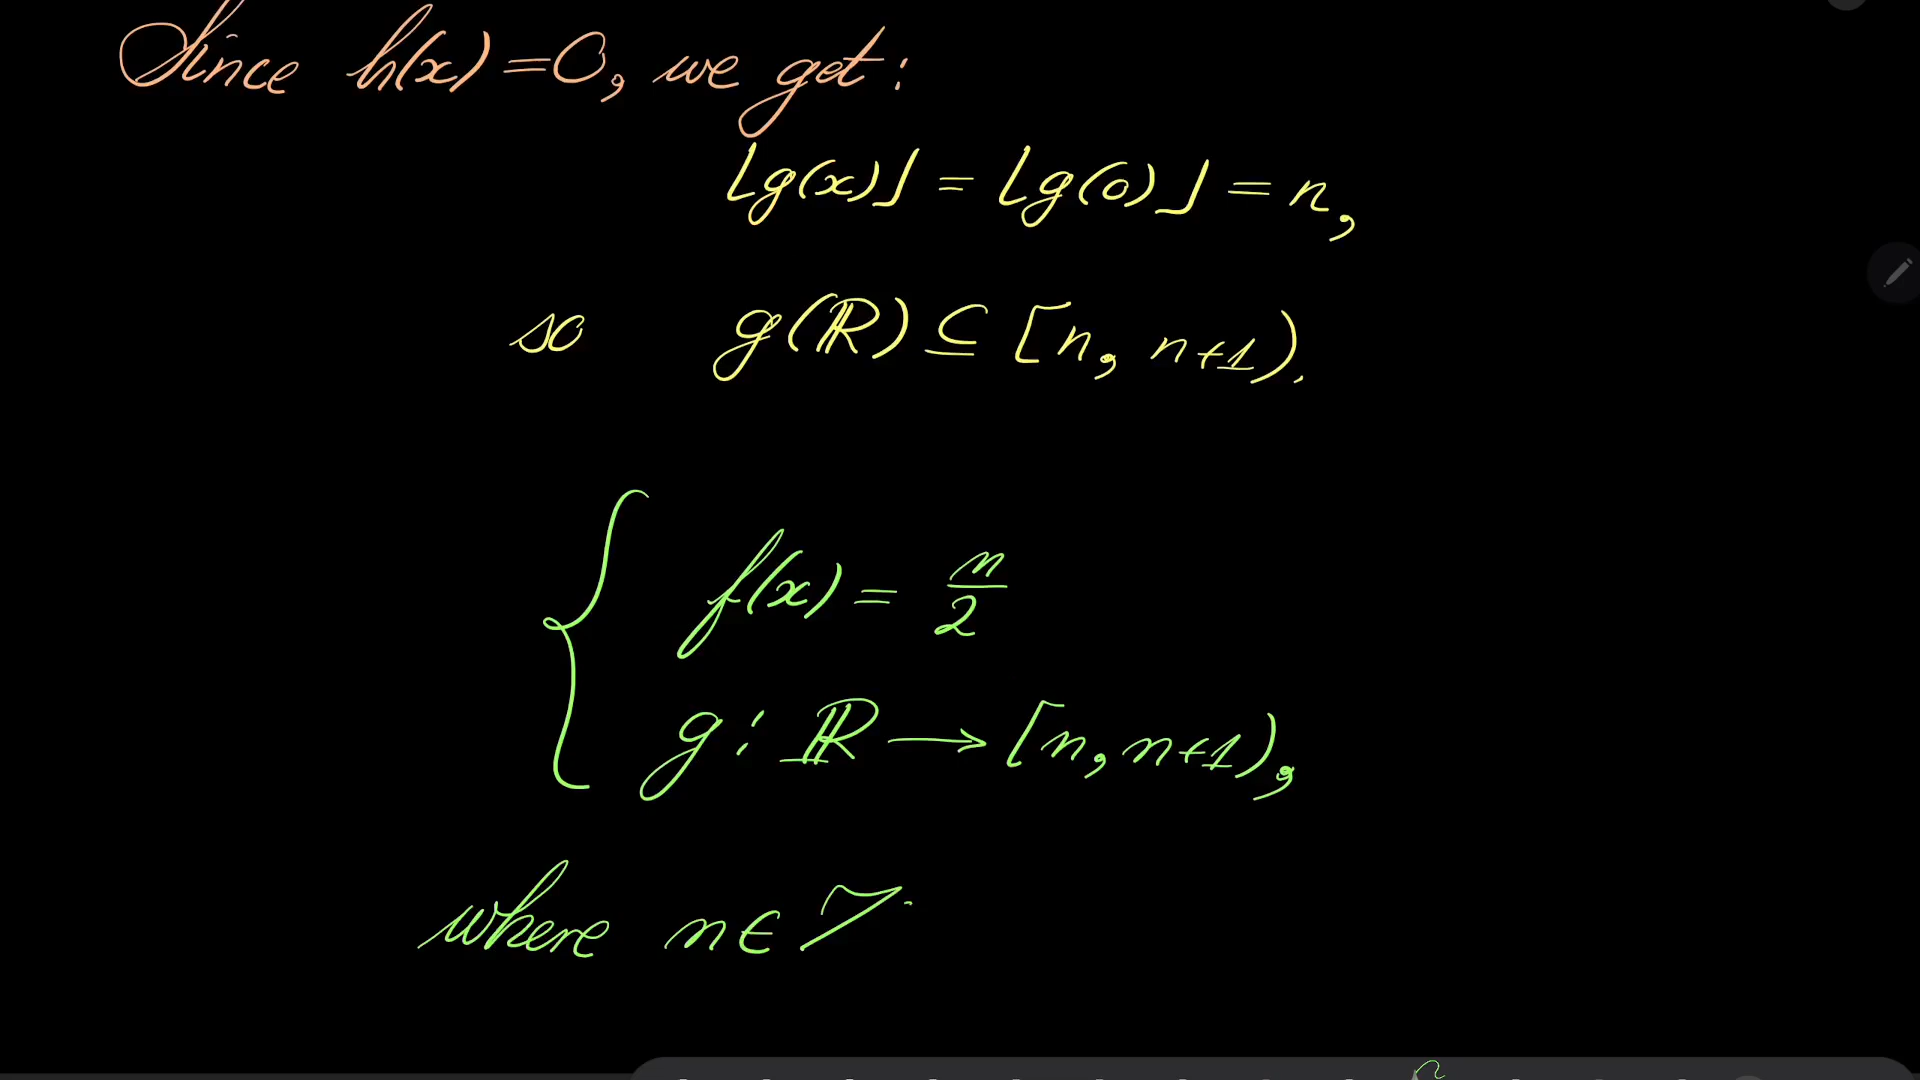 Since h(x)=0, we get:
⌊g(x)⌋ = ⌊g(0)⌋ = n,
so g(ℝ) ⊆ [n, n+1).
f(x) = n/2
g: ℝ → [n, n+1),
where n ∈ ℤ.